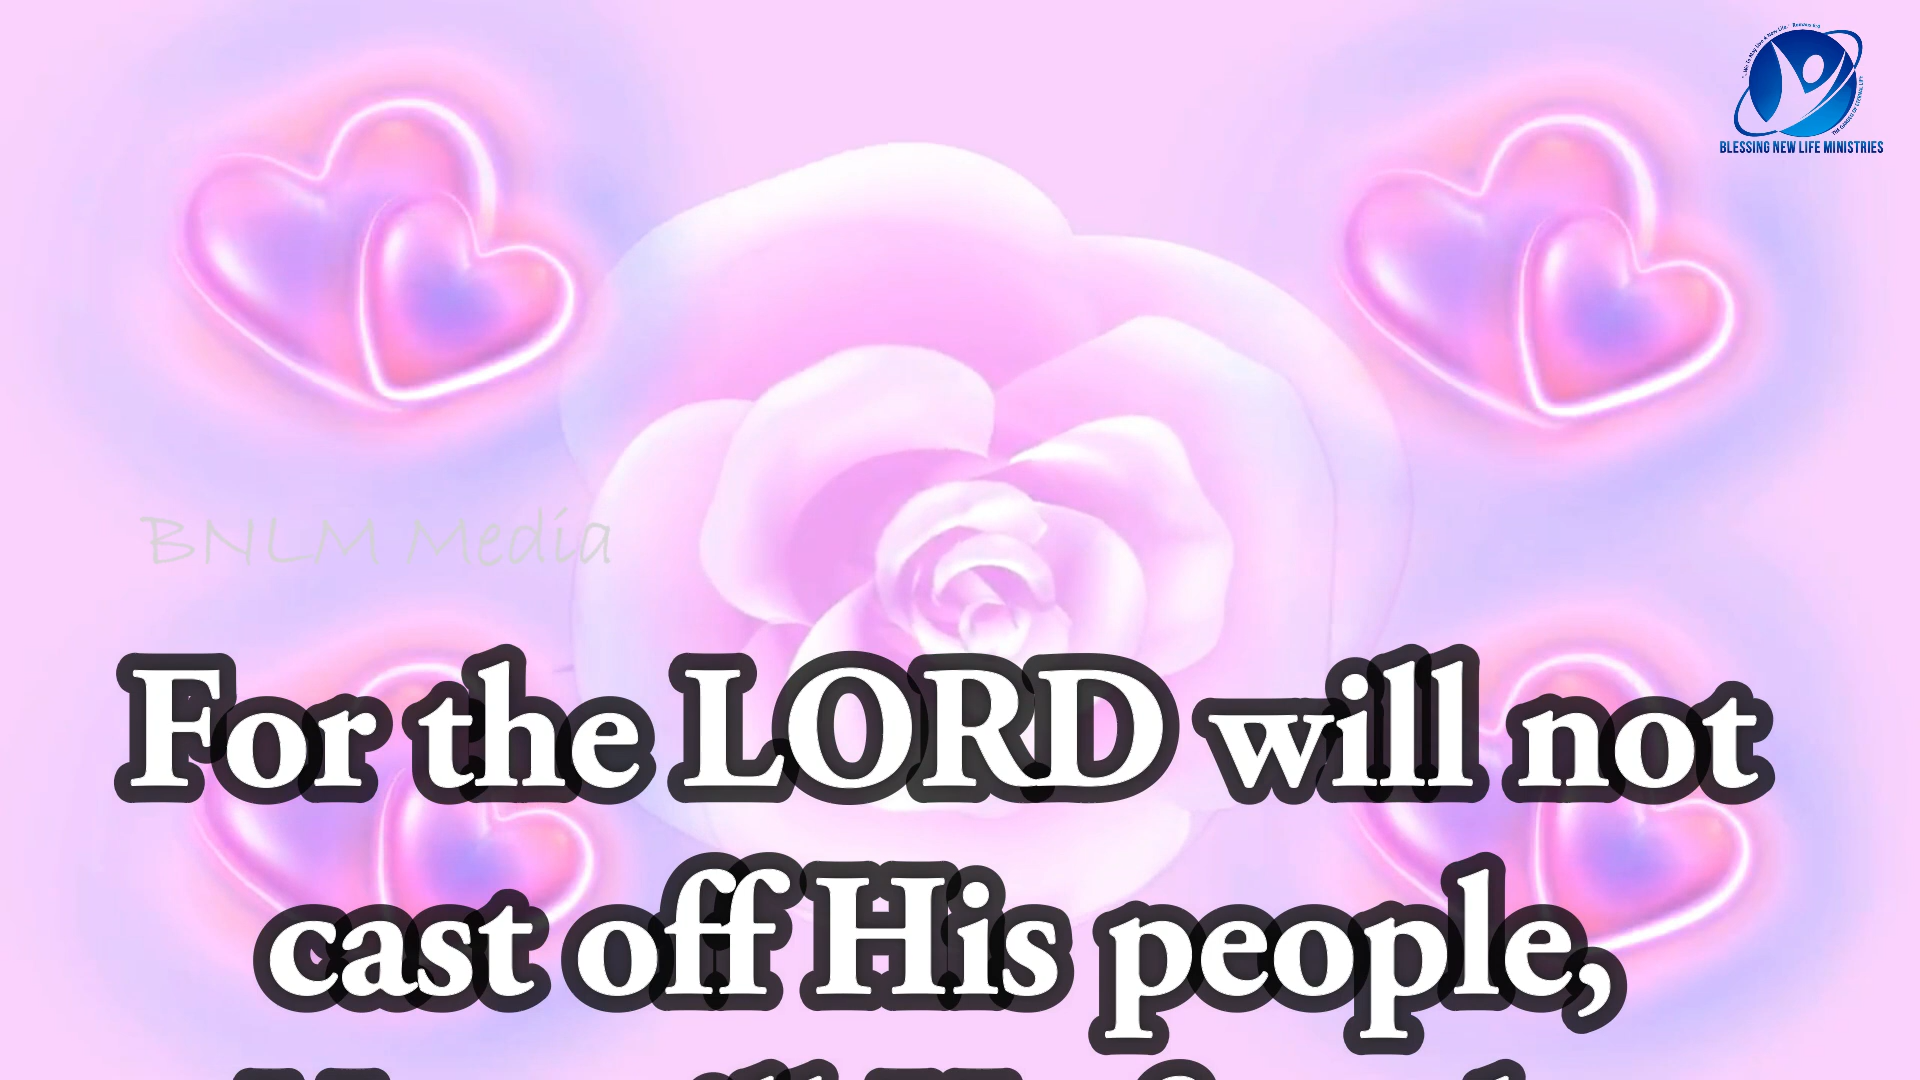 BLESSING NEW LIFE MINISTRIES
BNLM Media
For the LORD will not
cast off His people,